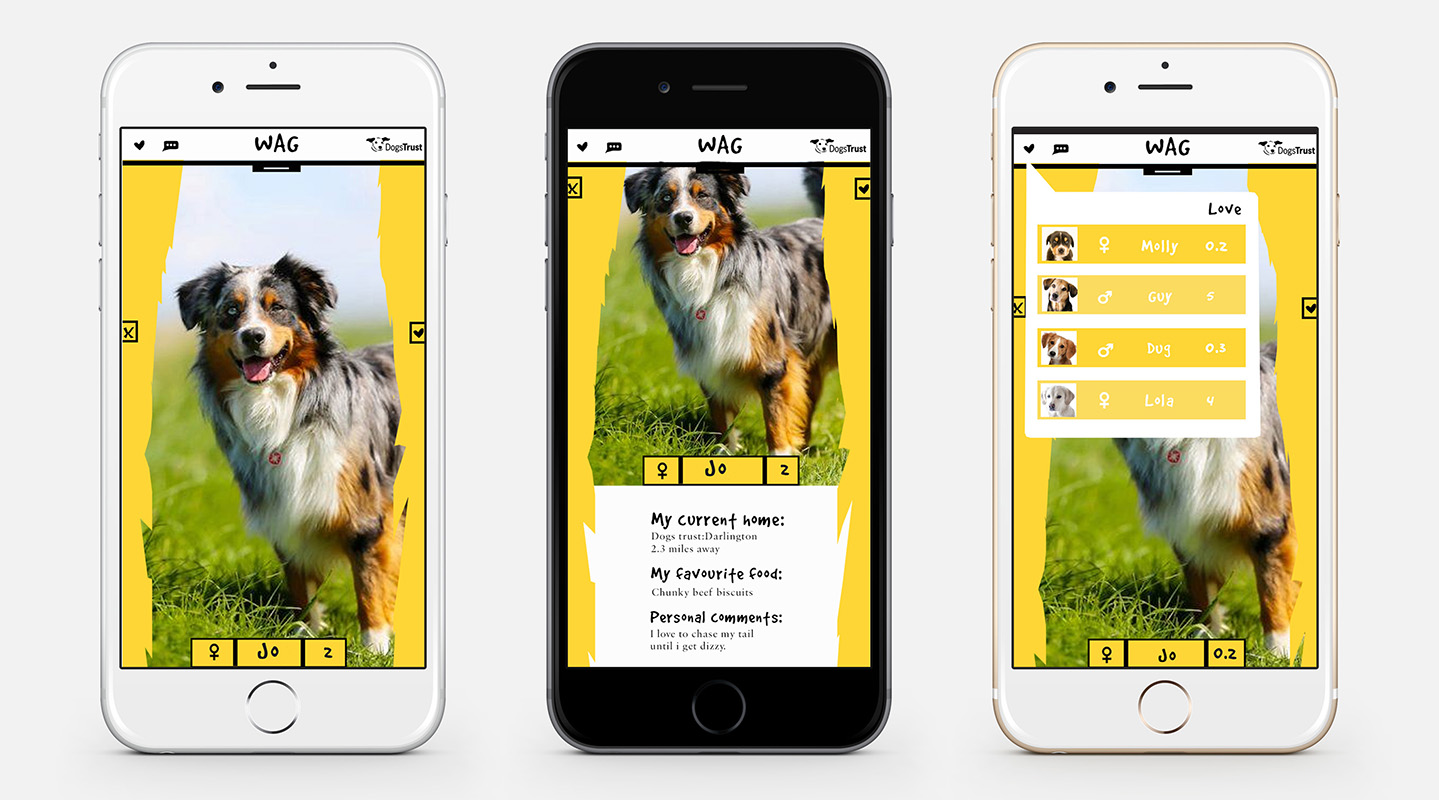 WAG
DogsTrust
X
♀ Jo 2
WAG
DogsTrust
X
♀ Jo 2
My current home:
Dogs trust:Darlington
2.3 miles away
My favourite food:
Chunky beef biscuits
Personal comments:
I love to chase my tail
until i get dizzy.
WAG
DogsTrust
Love
♀ Molly 0.2
♂ Guy 5
♂ Dug 0.3
♀ Lola 4
X
♀ Jo 0.2